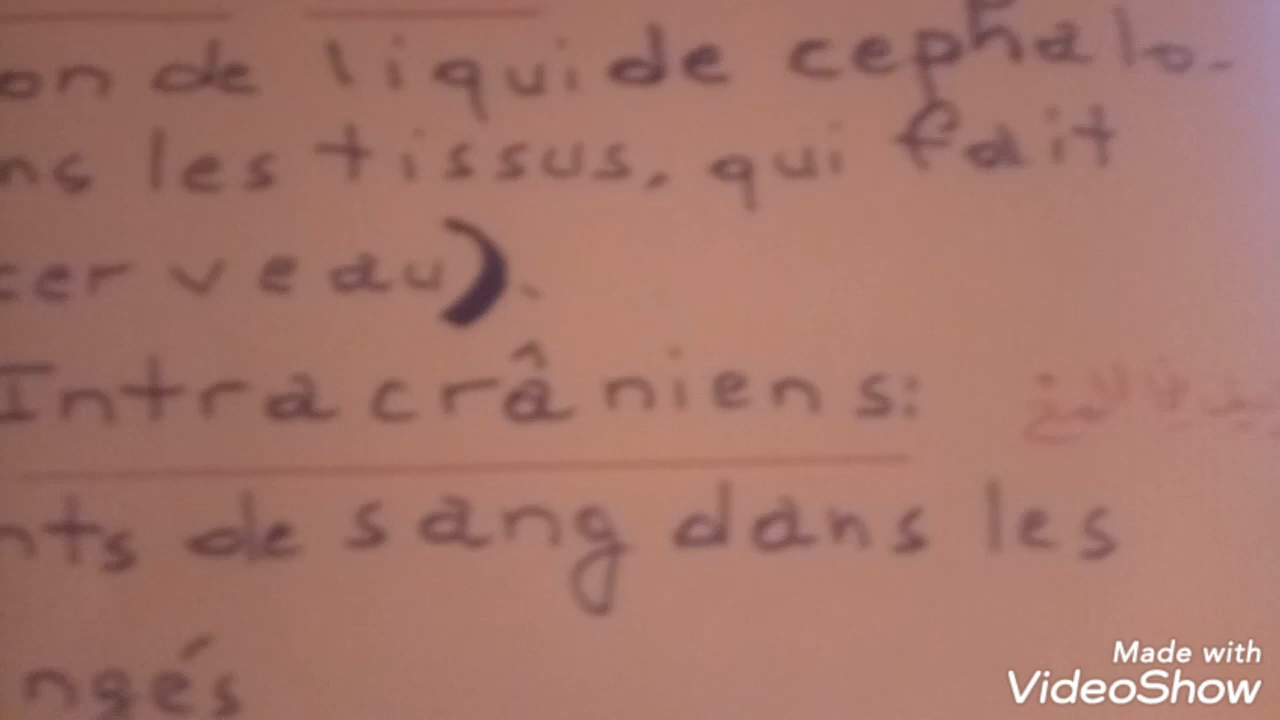 on de liquide cephalo-
ns les tissus, qui fait
cerveau).
Intracrâniens:
nts de sang dans les
ngés
Made with
VideoShow